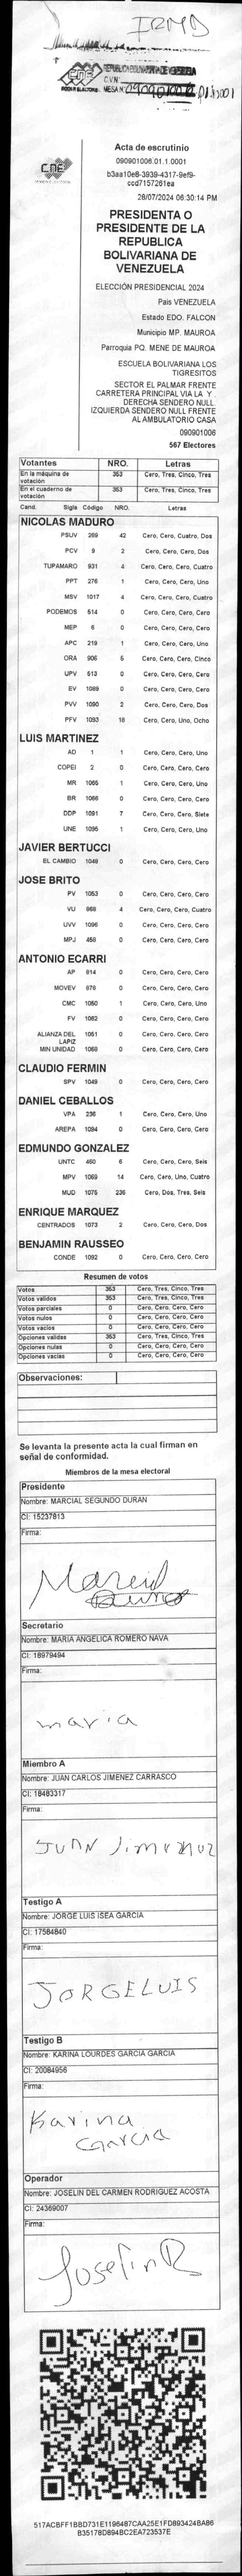 IRMD
CNE
REPUBLICA BOLIVARIANA DE VENEZUELA
PODER ELECTORAL
CNE
PODER ELECTORAL
Acta de escrutinio
090901006.01.1.0001
b3aa10e8-3939-4317-9ef9-
ccd7157261ea
28/07/2024 06:30:14 PM
PRESIDENTA O
PRESIDENTE DE LA
REPUBLICA
BOLIVARIANA DE
VENEZUELA
ELECCIÓN PRESIDENCIAL 2024
Pais VENEZUELA
Estado EDO. FALCON
Municipio MP. MAUROA
Parroquia PQ. MENE DE MAUROA
ESCUELA BOLIVARIANA LOS
TIGRESITOS
SECTOR EL PALMAR FRENTE
CARRETERA PRINCIPAL VIA LA Y .
DERECHA SENDERO NULL.
IZQUIERDA SENDERO NULL FRENTE
AL AMBULATORIO CASA
090901006
567 Electores
Votantes NRO. Letras
En la máquina de votación 353 Cero, Tres, Cinco, Tres
En el cuaderno de votación 353 Cero, Tres, Cinco, Tres
Cand. Sigla Código NRO. Letras
NICOLAS MADURO
PSUV 269 42 Cero, Cero, Cuatro, Dos
PCV 9 2 Cero, Cero, Cero, Dos
TUPAMARO 931 4 Cero, Cero, Cero, Cuatro
PPT 276 1 Cero, Cero, Cero, Uno
MSV 1017 4 Cero, Cero, Cero, Cuatro
PODEMOS 514 0 Cero, Cero, Cero, Cero
MEP 6 0 Cero, Cero, Cero, Cero
APC 219 1 Cero, Cero, Cero, Uno
ORA 906 5 Cero, Cero, Cero, Cinco
UPV 513 0 Cero, Cero, Cero, Cero
EV 1089 0 Cero, Cero, Cero, Cero
PVV 1090 2 Cero, Cero, Cero, Dos
PFV 1093 18 Cero, Cero, Uno, Ocho
LUIS MARTINEZ
AD 1 1 Cero, Cero, Cero, Uno
COPEI 2 0 Cero, Cero, Cero, Cero
MR 1065 1 Cero, Cero, Cero, Uno
BR 1066 0 Cero, Cero, Cero, Cero
DDP 1091 7 Cero, Cero, Cero, Siete
UNE 1095 1 Cero, Cero, Cero, Uno
JAVIER BERTUCCI
EL CAMBIO 1048 0 Cero, Cero, Cero, Cero
JOSE BRITO
PV 1053 0 Cero, Cero, Cero, Cero
VU 868 4 Cero, Cero, Cero, Cuatro
UVV 1096 0 Cero, Cero, Cero, Cero
MPJ 458 0 Cero, Cero, Cero, Cero
ANTONIO ECARRI
AP 814 0 Cero, Cero, Cero, Cero
MOVEV 878 0 Cero, Cero, Cero, Cero
CMC 1050 1 Cero, Cero, Cero, Uno
FV 1062 0 Cero, Cero, Cero, Cero
ALIANZA DEL LAPIZ 1051 0 Cero, Cero, Cero, Cero
MIN UNIDAD 1068 0 Cero, Cero, Cero, Cero
CLAUDIO FERMIN
SPV 1049 0 Cero, Cero, Cero, Cero
DANIEL CEBALLOS
VPA 236 1 Cero, Cero, Cero, Uno
AREPA 1094 0 Cero, Cero, Cero, Cero
EDMUNDO GONZALEZ
UNTC 460 6 Cero, Cero, Cero, Seis
MPV 1069 14 Cero, Cero, Uno, Cuatro
MUD 1075 236 Cero, Dos, Tres, Seis
ENRIQUE MARQUEZ
CENTRADOS 1073 2 Cero, Cero, Cero, Dos
BENJAMIN RAUSSEO
CONDE 1092 0 Cero, Cero, Cero, Cero
Resumen de votos
Votos 353 Cero, Tres, Cinco, Tres
Votos validos 353 Cero, Tres, Cinco, Tres
Votos parciales 0 Cero, Cero, Cero, Cero
Votos nulos 0 Cero, Cero, Cero, Cero
Votos vacios 0 Cero, Cero, Cero, Cero
Opciones validas 353 Cero, Tres, Cinco, Tres
Opciones nulas 0 Cero, Cero, Cero, Cero
Opciones vacias 0 Cero, Cero, Cero, Cero
Observaciones:
Se levanta la presente acta la cual firman en
señal de conformidad.
Miembros de la mesa electoral
Presidente
Nombre: MARCIAL SEGUNDO DURAN
CI: 15237813
Firma:
Marcial
Duran
Secretario
Nombre: MARIA ANGELICA ROMERO NAVA
CI: 18979494
Firma:
maria
Miembro A
Nombre: JUAN CARLOS JIMENEZ CARRASCO
CI: 18483317
Firma:
JUAN Jimenez
Testigo A
Nombre: JORGE LUIS ISEA GARCIA
CI: 17584840
Firma:
JORGELUIS
Testigo B
Nombre: KARINA LOURDES GARCIA GARCIA
CI: 20084956
Firma:
Karina
Garcia
Operador
Nombre: JOSELIN DEL CARMEN RODRIGUEZ ACOSTA
CI: 24369007
Firma:
Joselin R
517ACBFF1BBD731E1196487CAA25E1FD893424BA86
B35178D894BC2EA723537E